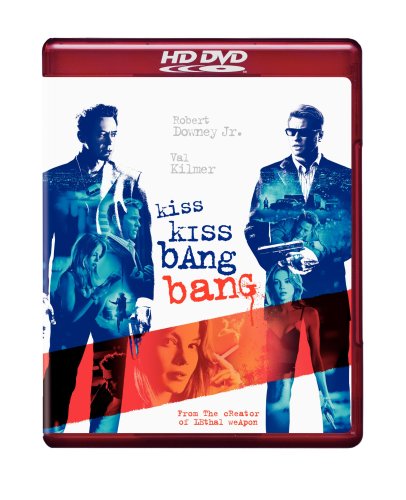 HD DVD
Robert
Downey Jr.
Val
Kilmer
kiss
kiss
bAng
bang
From The cReator
of LEthal weApon